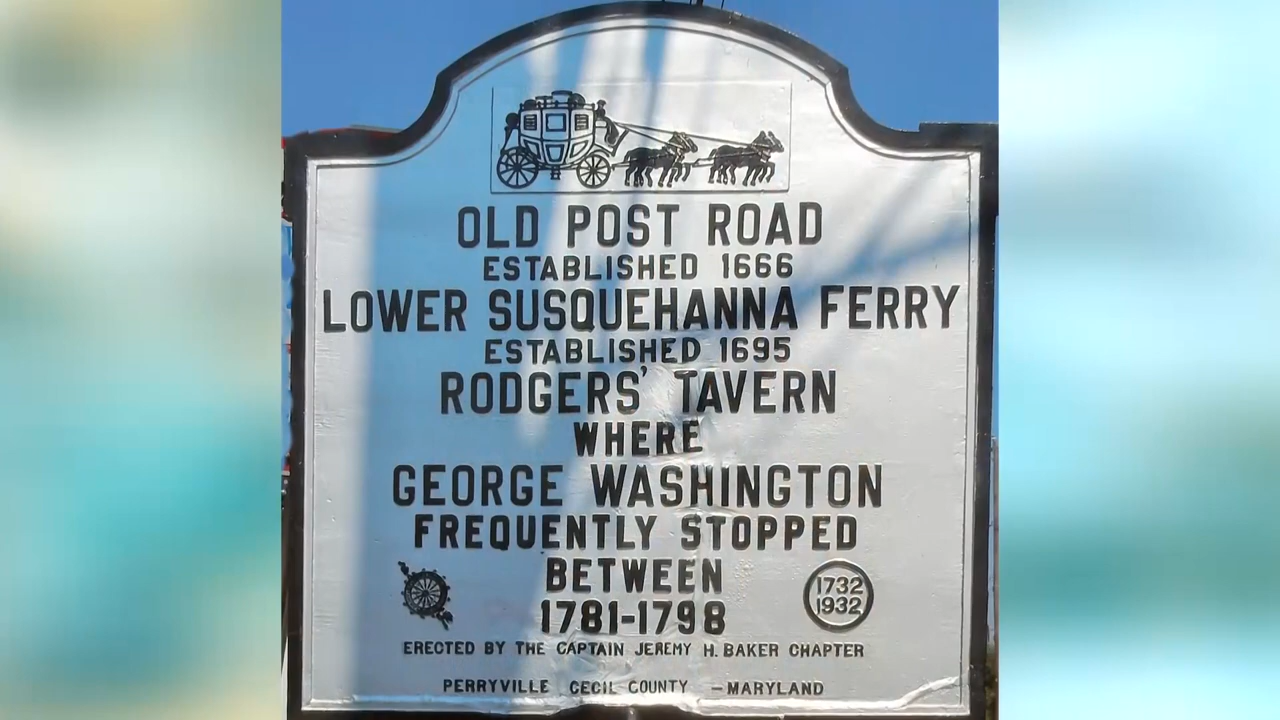 OLD POST ROAD
ESTABLISHED 1666
LOWER SUSQUEHANNA FERRY
ESTABLISHED 1695
RODGERS' TAVERN
WHERE
GEORGE WASHINGTON
FREQUENTLY STOPPED
BETWEEN
1781-1798
1732
1932
ERECTED BY THE CAPTAIN JEREMY H. BAKER CHAPTER
PERRYVILLE CECIL COUNTY -MARYLAND